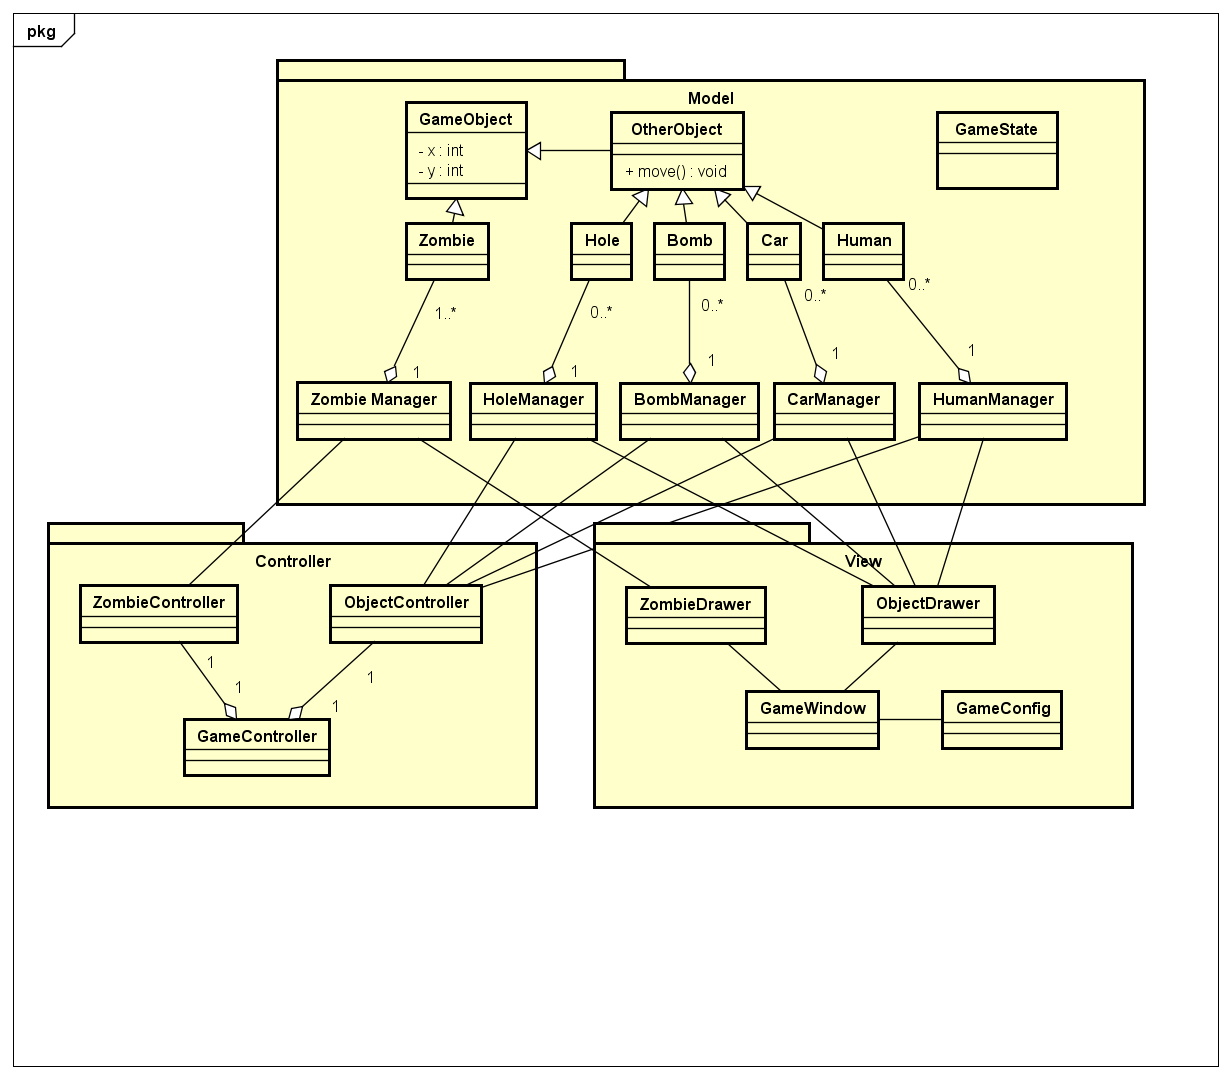 pkg
Model
GameObject
- x : int
- y : int
OtherObject
+ move() : void
GameState
Zombie
Hole
Bomb
Car
Human
1..*
0..*
0..*
0..*
0..*
1
1
1
1
1
Zombie Manager
HoleManager
BombManager
CarManager
HumanManager
Controller
ZombieController
ObjectController
1
1
1
1
GameController
View
ZombieDrawer
ObjectDrawer
GameWindow
GameConfig